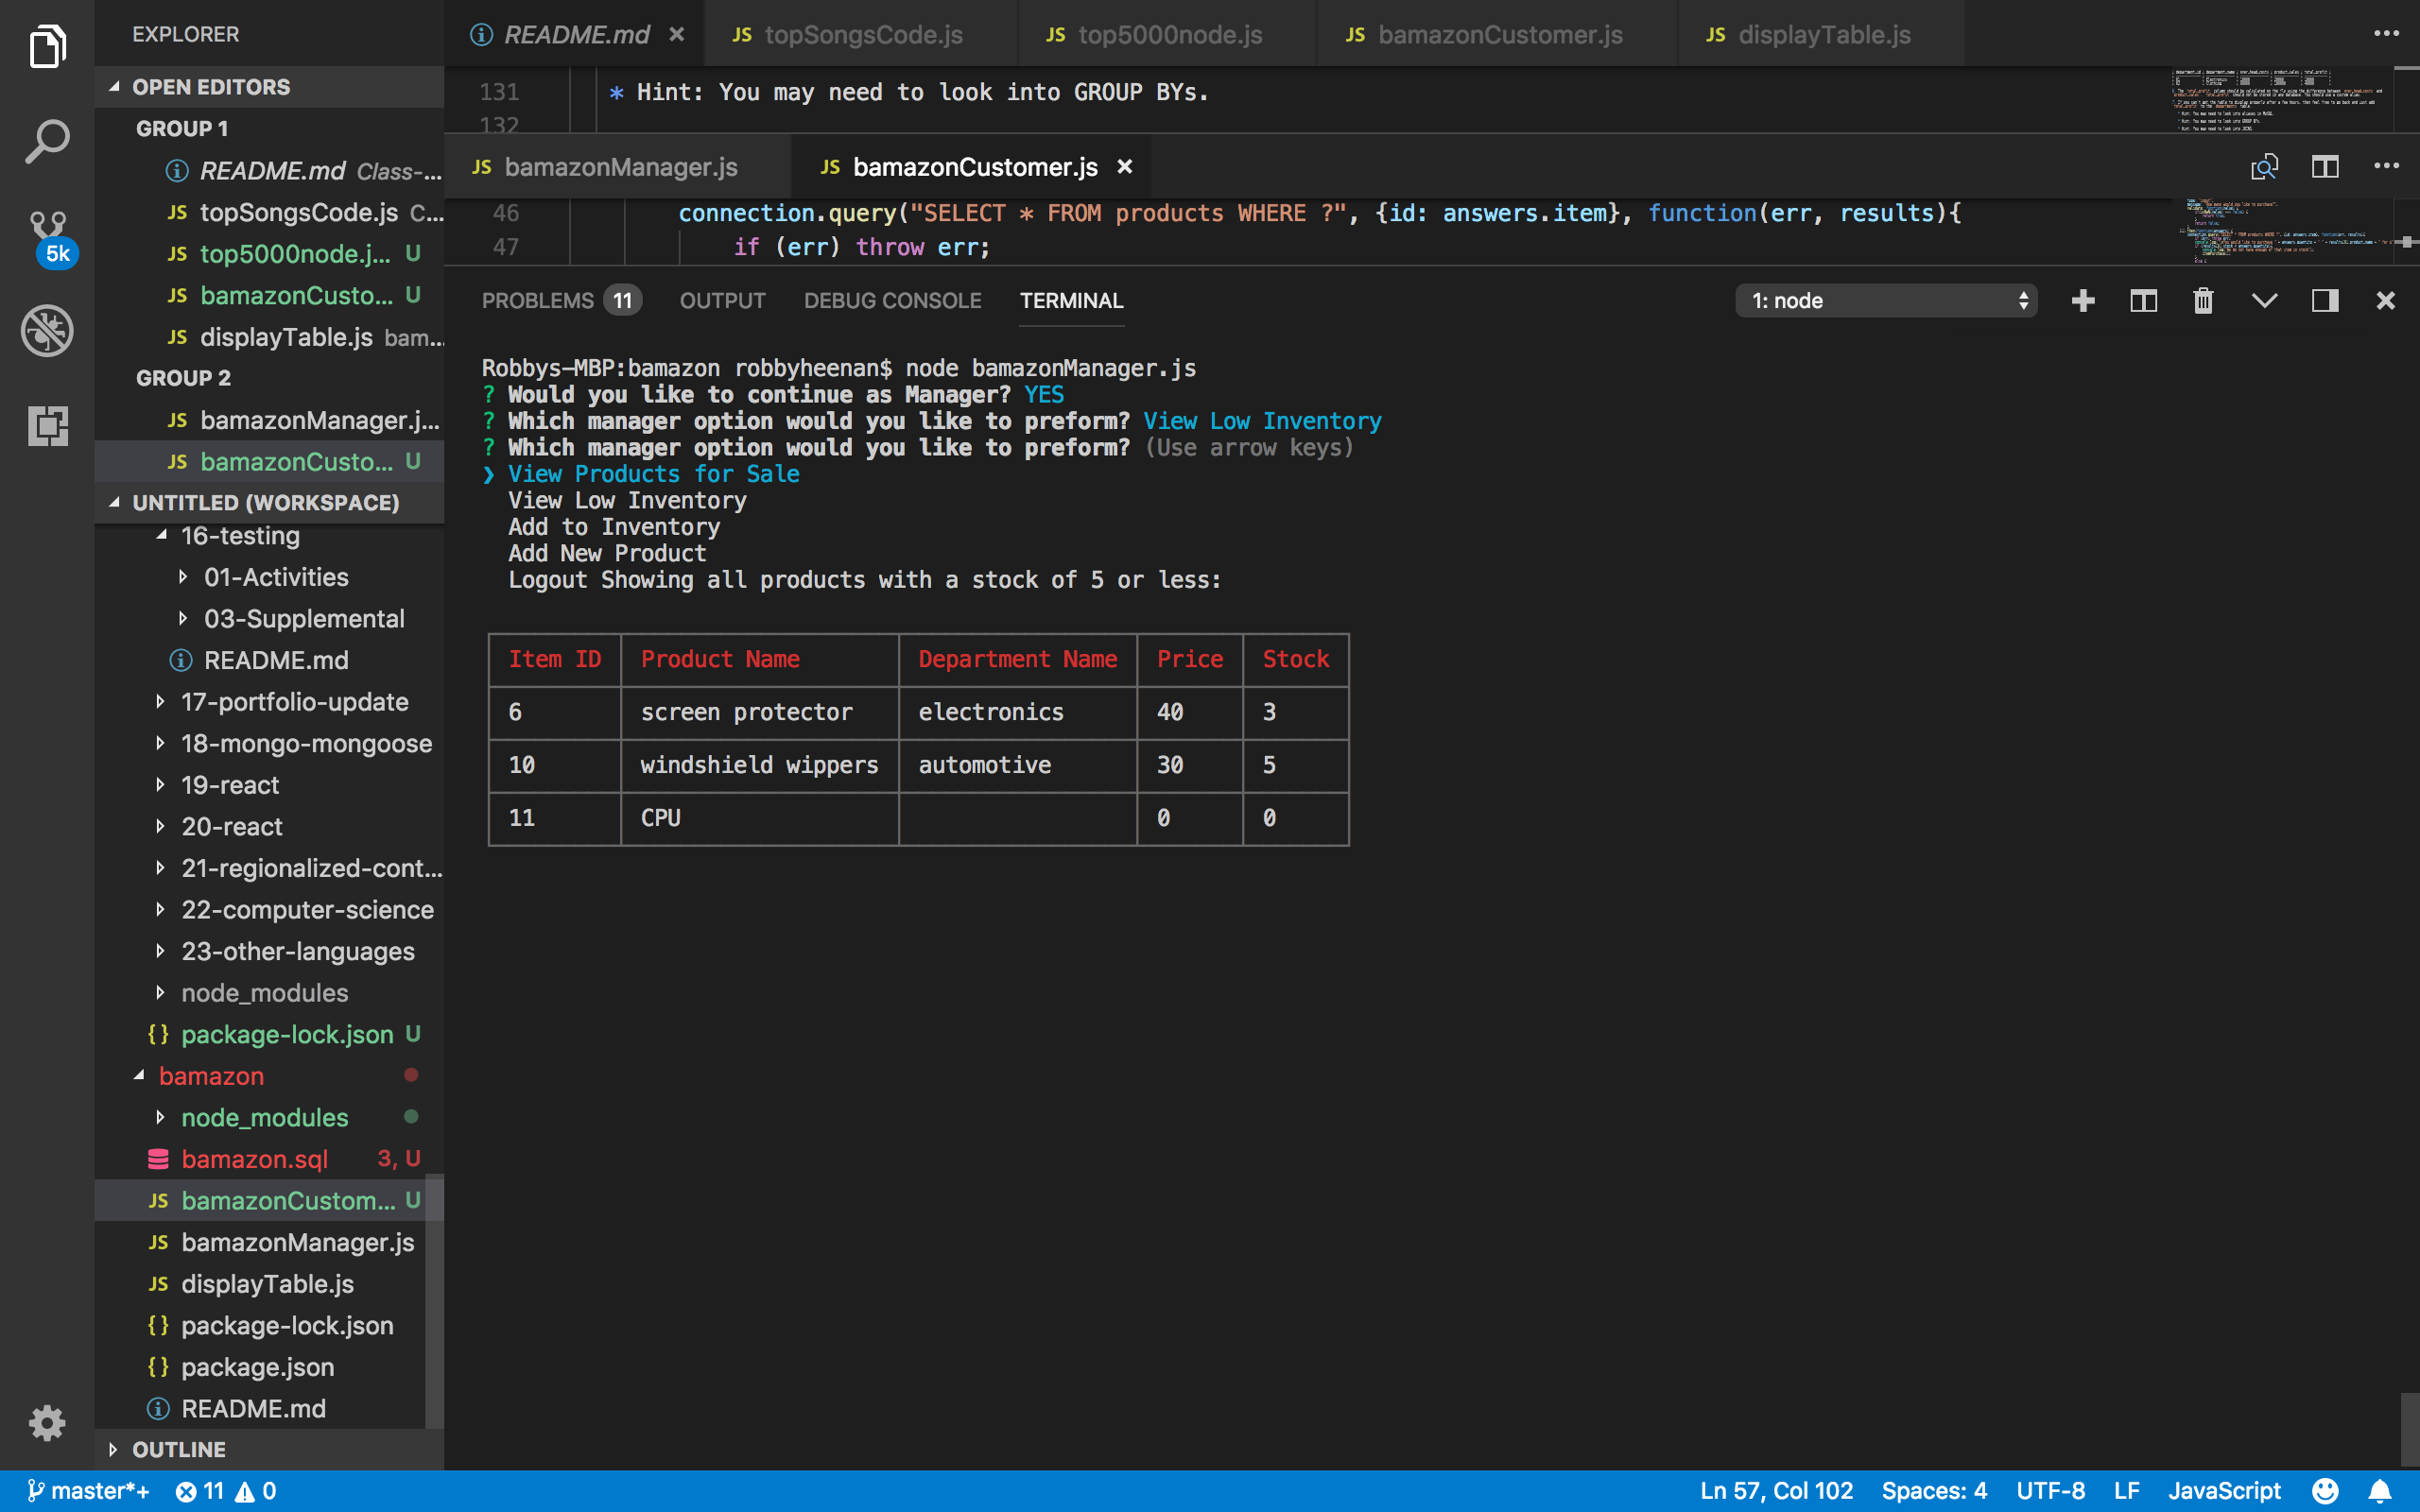 EXPLORER
OPEN EDITORS
GROUP 1
README.md Class-...
JS topSongsCode.js C...
JS top5000node.j... U
JS bamazonCusto... U
JS displayTable.js bam...
GROUP 2
JS bamazonManager.j...
JS bamazonCusto... U
UNTITLED (WORKSPACE)
16-testing
01-Activities
03-Supplemental
README.md
17-portfolio-update
18-mongo-mongoose
19-react
20-react
21-regionalized-cont...
22-computer-science
23-other-languages
node_modules
{} package-lock.json U
bamazon
node_modules
bamazon.sql 3, U
JS bamazonCustom... U
JS bamazonManager.js
JS displayTable.js
{} package-lock.json
{} package.json
README.md
OUTLINE
5k
README.md × JS topSongsCode.js JS top5000node.js JS bamazonCustomer.js JS displayTable.js ...
131 * Hint: You may need to look into GROUP BYs.
132
JS bamazonManager.js JS bamazonCustomer.js × ...
46 connection.query("SELECT * FROM products WHERE ?", {id: answers.item}, function(err, results){
47 if (err) throw err;
PROBLEMS 11 OUTPUT DEBUG CONSOLE TERMINAL 1: node
Robbys-MBP:bamazon robbyheenan$ node bamazonManager.js
? Would you like to continue as Manager? YES
? Which manager option would you like to preform? View Low Inventory
? Which manager option would you like to preform? (Use arrow keys)
❯ View Products for Sale
View Low Inventory
Add to Inventory
Add New Product
Logout Showing all products with a stock of 5 or less:
Item ID Product Name Department Name Price Stock
6 screen protector electronics 40 3
10 windshield wippers automotive 30 5
11 CPU 0 0
master*+ 11 0 Ln 57, Col 102 Spaces: 4 UTF-8 LF JavaScript